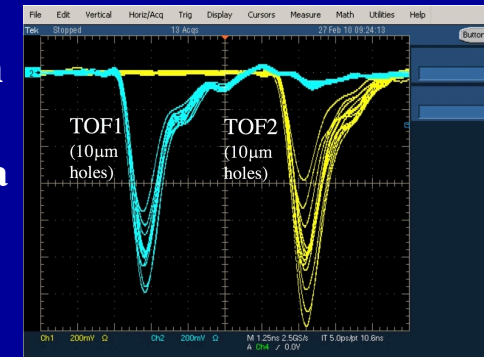 File Edit Vertical Horiz/Acq Trig Display Cursors Measure Math Utilities Help
Tek Stopped 13 Acqs 27 Feb 10 09:24:13
Button
TOF1
(10µm
holes)
TOF2
(10µm
holes)
a
Ch1 200mV Ω Ch2 200mV Ω M 1.25ns 2.5GS/s IT 5.0ps/pt 10.6ns
A Ch4 / 0.0V